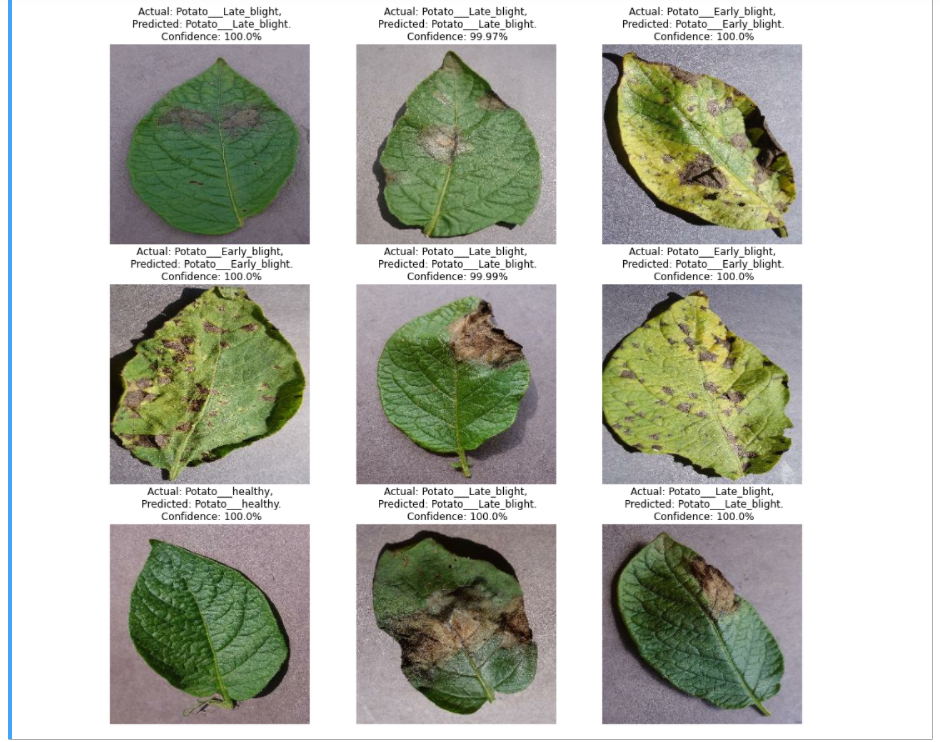 Actual: Potato___Late_blight,
Predicted: Potato___Late_blight.
Confidence: 100.0%
Actual: Potato___Late_blight,
Predicted: Potato___Late_blight.
Confidence: 99.97%
Actual: Potato___Early_blight,
Predicted: Potato___Early_blight.
Confidence: 100.0%
Actual: Potato___Early_blight,
Predicted: Potato___Early_blight.
Confidence: 100.0%
Actual: Potato___Late_blight,
Predicted: Potato___Late_blight.
Confidence: 99.99%
Actual: Potato___Early_blight,
Predicted: Potato___Early_blight.
Confidence: 100.0%
Actual: Potato___healthy,
Predicted: Potato___healthy.
Confidence: 100.0%
Actual: Potato___Late_blight,
Predicted: Potato___Late_blight.
Confidence: 100.0%
Actual: Potato___Late_blight,
Predicted: Potato___Late_blight.
Confidence: 100.0%